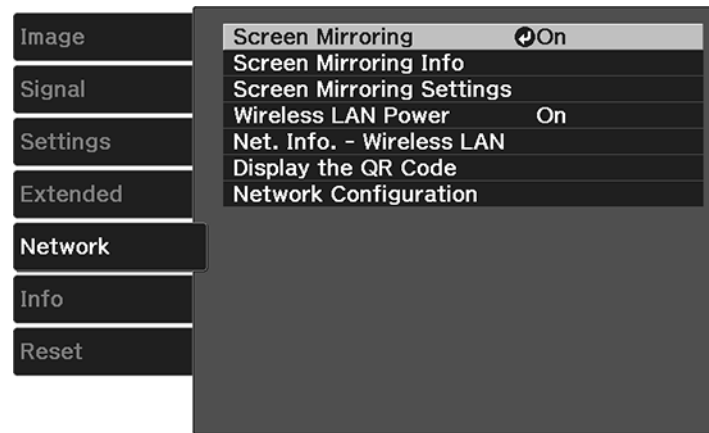 Image
Signal
Settings
Extended
Network
Info
Reset
Screen Mirroring On
Screen Mirroring Info
Screen Mirroring Settings
Wireless LAN Power On
Net. Info. - Wireless LAN
Display the QR Code
Network Configuration